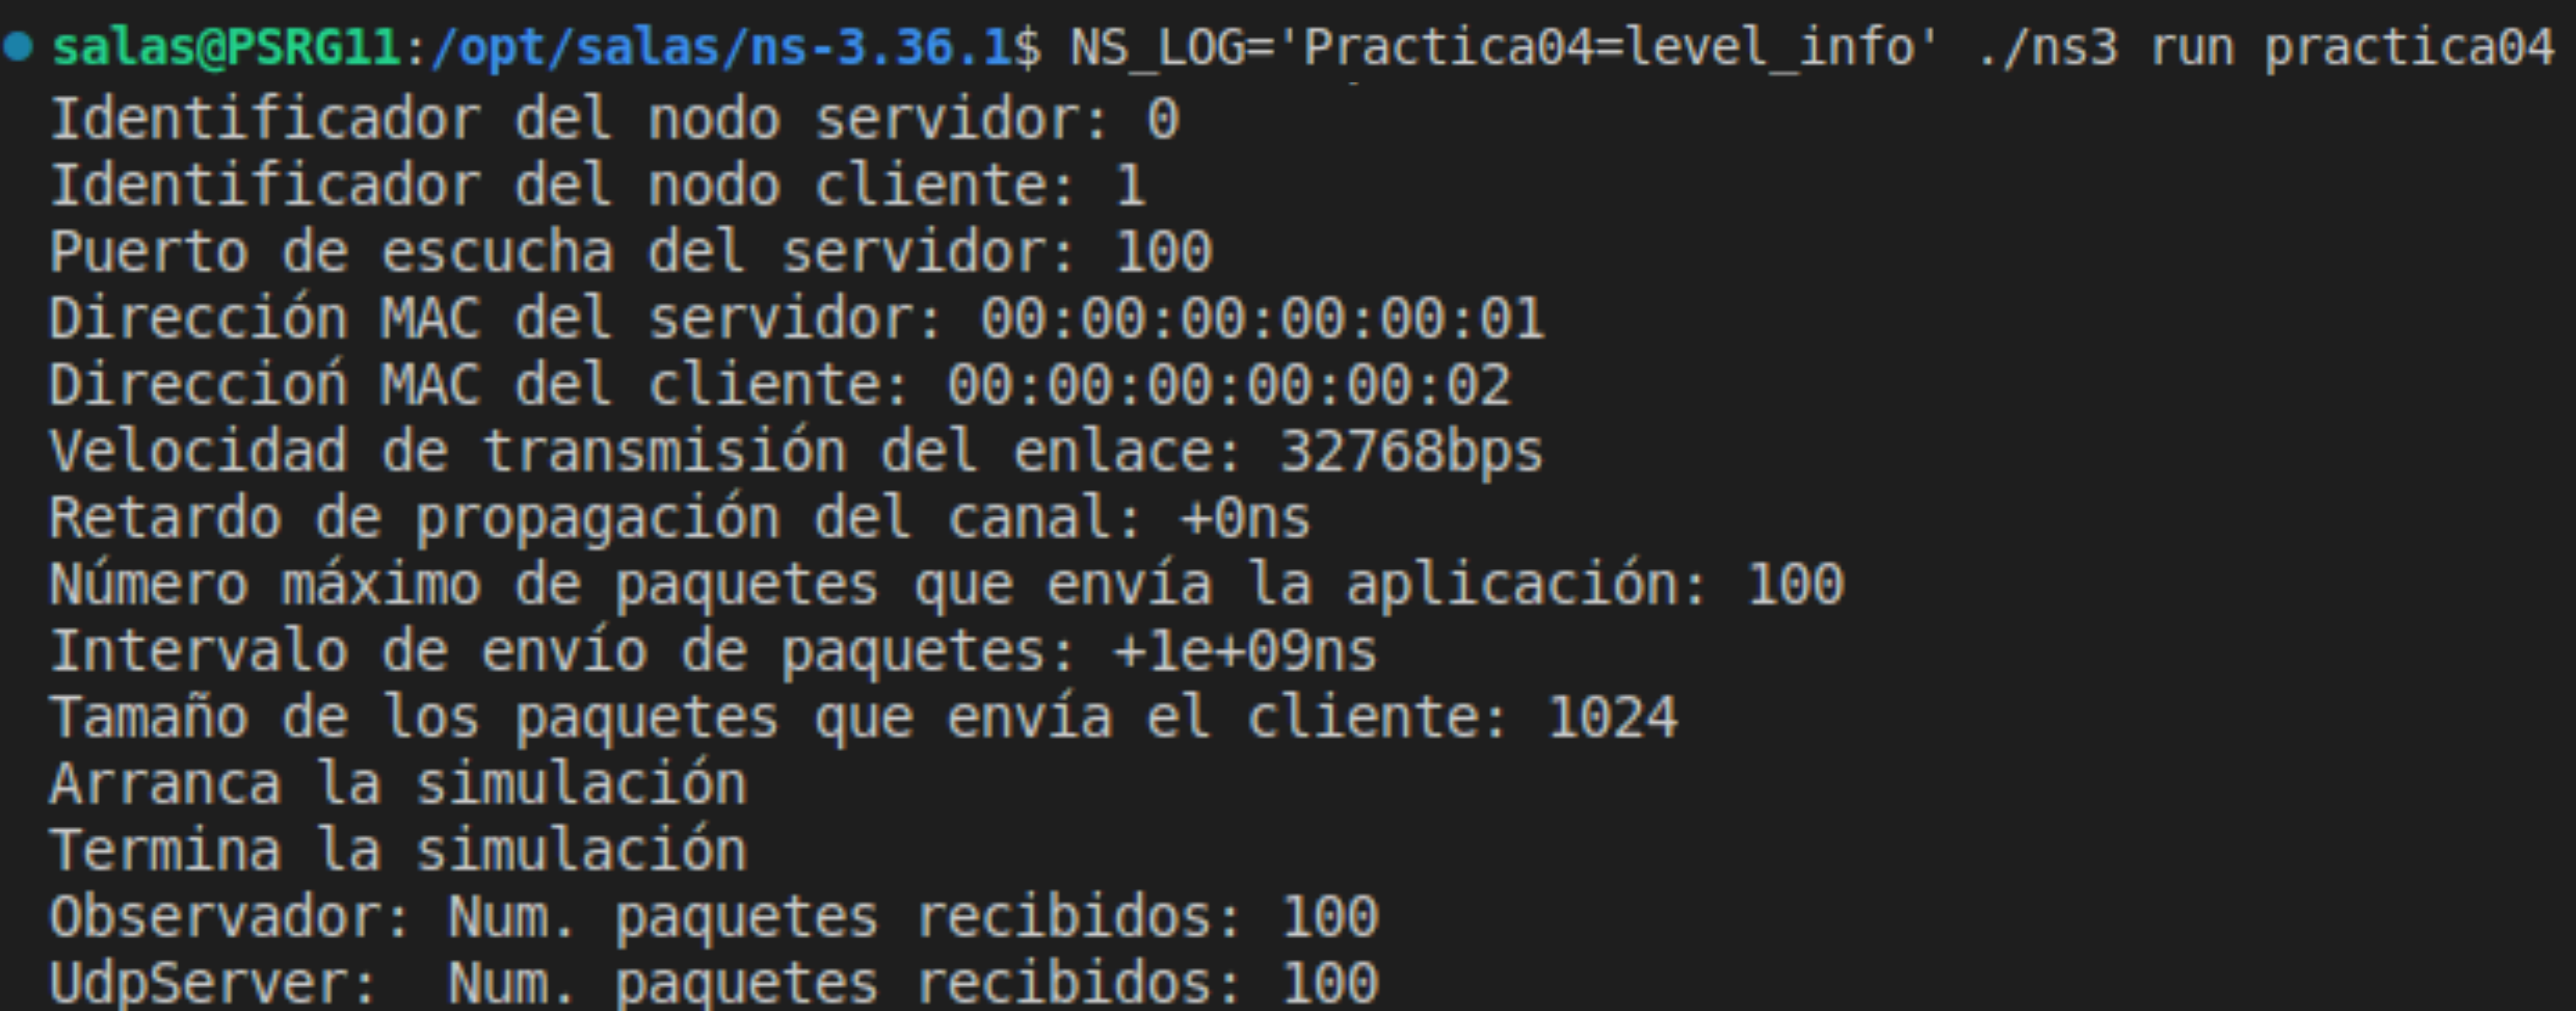 salas@PSRG11:/opt/salas/ns-3.36.1$ NS_LOG='Practica04=level_info' ./ns3 run practica04
Identificador del nodo servidor: 0
Identificador del nodo cliente: 1
Puerto de escucha del servidor: 100
Dirección MAC del servidor: 00:00:00:00:00:01
Direccioń MAC del cliente: 00:00:00:00:00:02
Velocidad de transmisión del enlace: 32768bps
Retardo de propagación del canal: +0ns
Número máximo de paquetes que envía la aplicación: 100
Intervalo de envío de paquetes: +1e+09ns
Tamaño de los paquetes que envía el cliente: 1024
Arranca la simulación
Termina la simulación
Observador: Num. paquetes recibidos: 100
UdpServer:  Num. paquetes recibidos: 100